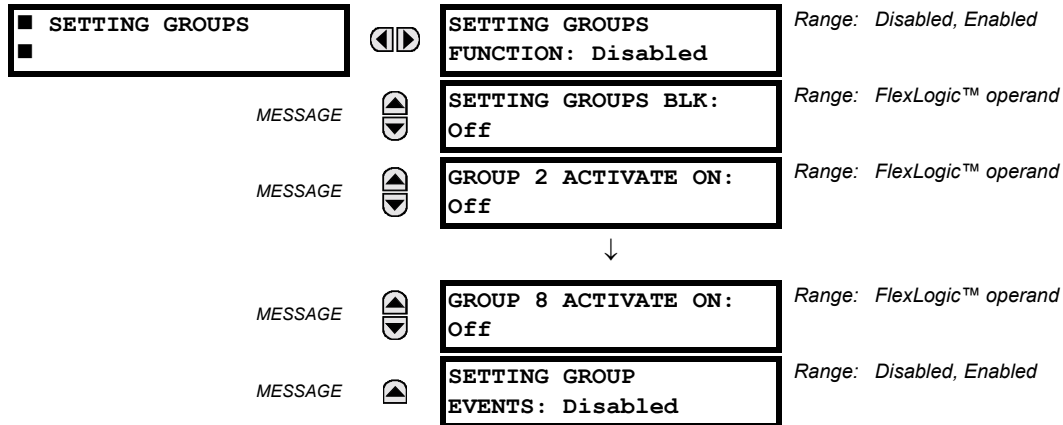 ■ SETTING GROUPS
■
SETTING GROUPS
FUNCTION: Disabled
Range: Disabled, Enabled
MESSAGE
SETTING GROUPS BLK:
Off
Range: FlexLogic™ operand
MESSAGE
GROUP 2 ACTIVATE ON:
Off
Range: FlexLogic™ operand
↓
MESSAGE
GROUP 8 ACTIVATE ON:
Off
Range: FlexLogic™ operand
MESSAGE
SETTING GROUP
EVENTS: Disabled
Range: Disabled, Enabled